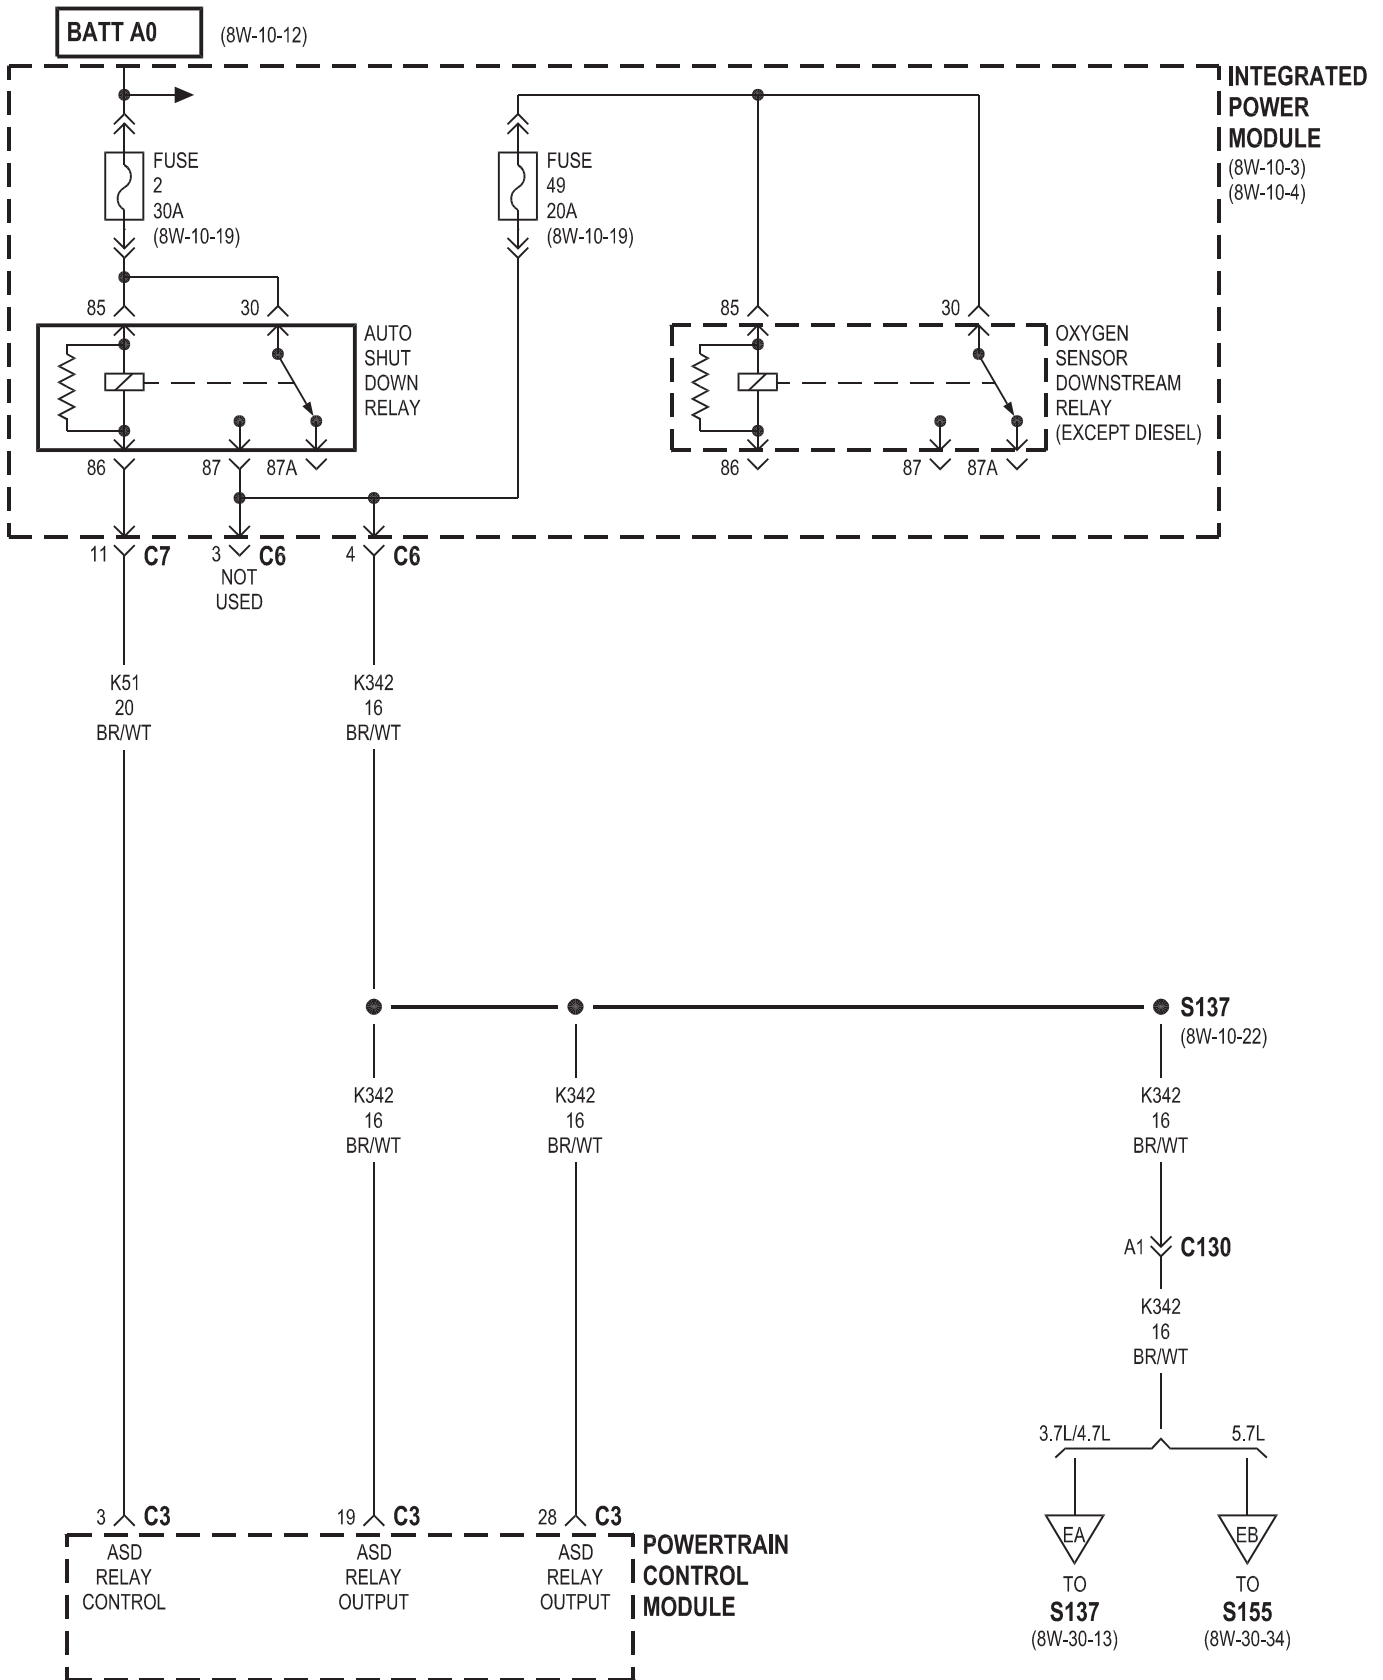 BATT A0
(8W-10-12)
INTEGRATED
POWER
MODULE
(8W-10-3)
(8W-10-4)
FUSE
2
30A
(8W-10-19)
FUSE
49
20A
(8W-10-19)
85
30
AUTO
SHUT
DOWN
RELAY
86
87
87A
85
30
OXYGEN
SENSOR
DOWNSTREAM
RELAY
(EXCEPT DIESEL)
86
87
87A
11
C7
3
C6
NOT
USED
4
C6
K51
20
BR/WT
K342
16
BR/WT
S137
(8W-10-22)
K342
16
BR/WT
K342
16
BR/WT
K342
16
BR/WT
A1
C130
K342
16
BR/WT
3.7L/4.7L
5.7L
EA
TO
S137
(8W-30-13)
EB
TO
S155
(8W-30-34)
3
C3
ASD
RELAY
CONTROL
19
C3
ASD
RELAY
OUTPUT
28
C3
ASD
RELAY
OUTPUT
POWERTRAIN
CONTROL
MODULE